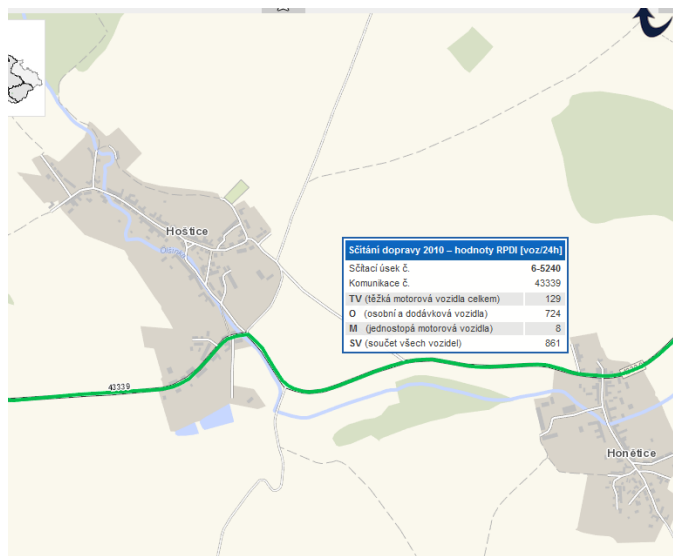 Hoštice
Sčítání dopravy 2010 – hodnoty RPDI [voz/24h]
Sčítací úsek č. 6-5240
Komunikace č. 43339
TV (těžká motorová vozidla celkem) 129
O (osobní a dodávková vozidla) 724
M (jednostopá motorová vozidla) 8
SV (součet všech vozidel) 861
43339
Honětice